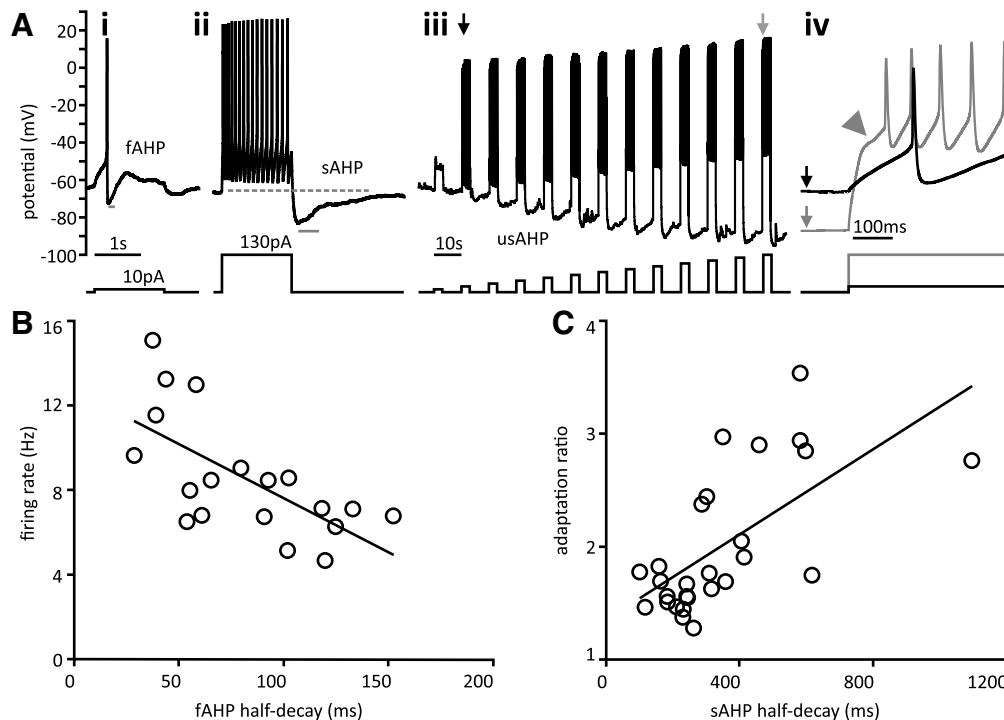 A
i
ii
iii
iv
20
0
-20
-40
-60
-80
-100
potential (mV)
fAHP
sAHP
usAHP
1s
10pA
130pA
10s
100ms
B
16
12
8
4
0
firing rate (Hz)
0 50 100 150 200
fAHP half-decay (ms)
C
4
3
2
1
adaptation ratio
0 400 800 1200
sAHP half-decay (ms)